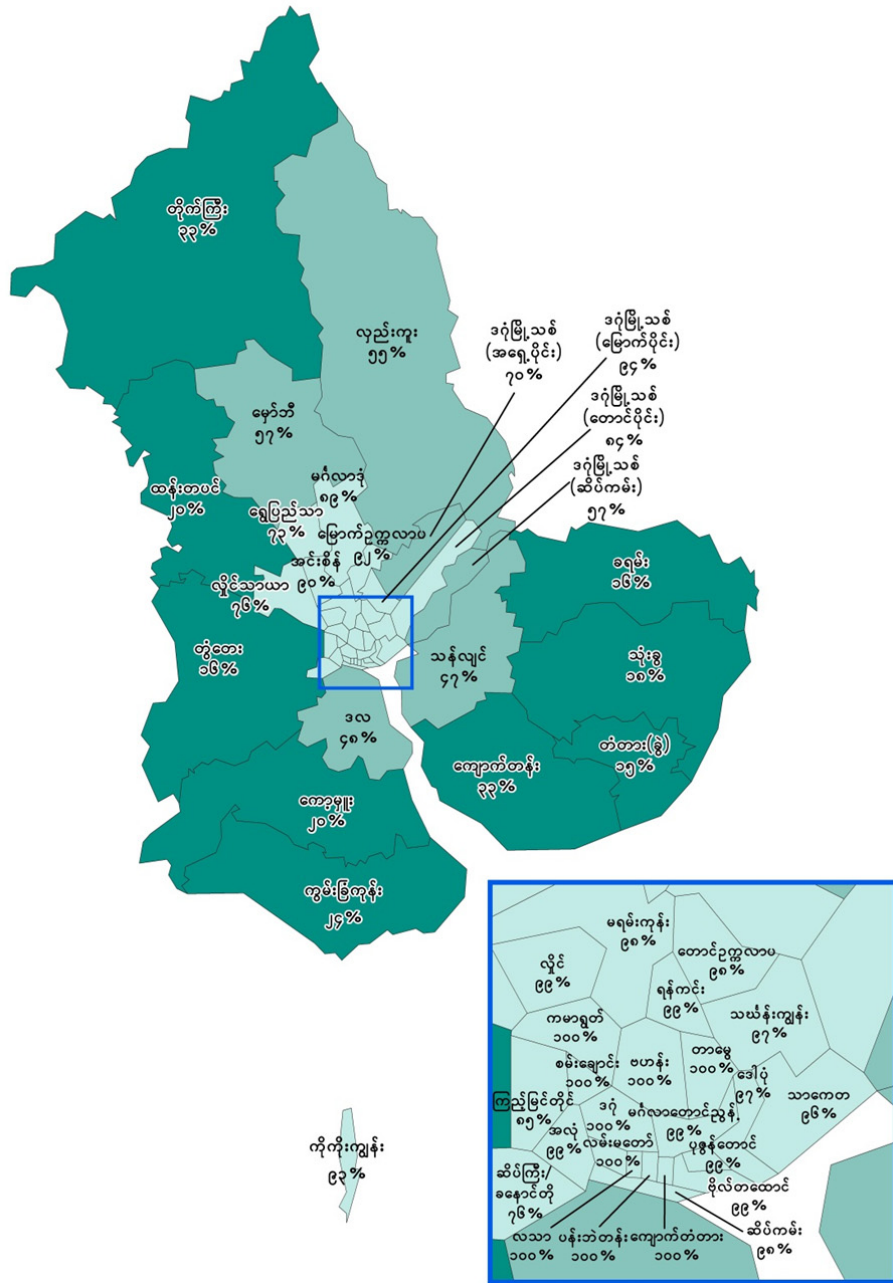 တိုက်ကြီး
၃၃%
လှည်းကူး
၅၅%
ဒဂုံမြို့သစ်
(အရှေ့ပိုင်း)
၇၀%
ဒဂုံမြို့သစ်
(မြောက်ပိုင်း)
၉၄%
ဒဂုံမြို့သစ်
(တောင်ပိုင်း)
၈၄%
ဒဂုံမြို့သစ်
(ဆိပ်ကမ်း)
၅၇%
မှော်ဘီ
၅၇%
မင်္ဂလာဒုံ
၈၉%
ထန်းတပင်
၂၀%
ရွှေပြည်သာ
၇၃%
မြောက်ဥက္ကလာပ
၉၂%
အင်းစိန်
၉၀%
လှိုင်သာယာ
၇၆%
ခရမ်း
၁၆%
တွံတေး
၁၆%
သန်လျင်
၄၇%
သုံးခွ
၁၈%
ဒလ
၄၈%
တံတား(ခွဲ)
၁၅%
ကျောက်တန်း
၃၃%
ကော့မှူး
၂၀%
ကွမ်းခြံကုန်း
၂၄%
ကိုကိုးကျွန်း
၉၃%
မရမ်းကုန်း
၉၈%
လှိုင်
၉၉%
တောင်ဥက္ကလာပ
၉၈%
ရန်ကင်း
၉၉%
သင်္ဃန်းကျွန်း
၉၇%
ကမာရွတ်
၁၀၀%
တာမွေ
၁၀၀%
စမ်းချောင်း
၁၀၀%
ဗဟန်း
၁၀၀%
ဒေါပုံ
၉၇%
သာကေတ
၉၆%
ကြည့်မြင်တိုင်
၈၅%
ဒဂုံ
၁၀၀%
မင်္ဂလာတောင်ညွန့်
၉၉%
အလုံ
၉၉%
လမ်းမတော်
၁၀၀%
ပုဇွန်တောင်
၉၉%
ဆိပ်ကြီး/
ခနောင်တို
၇၆%
ဗိုလ်တထောင်
၉၉%
ဆိပ်ကမ်း
၉၈%
လသာ
၁၀၀%
ပန်းဘဲတန်း
၁၀၀%
ကျောက်တံတား
၁၀၀%